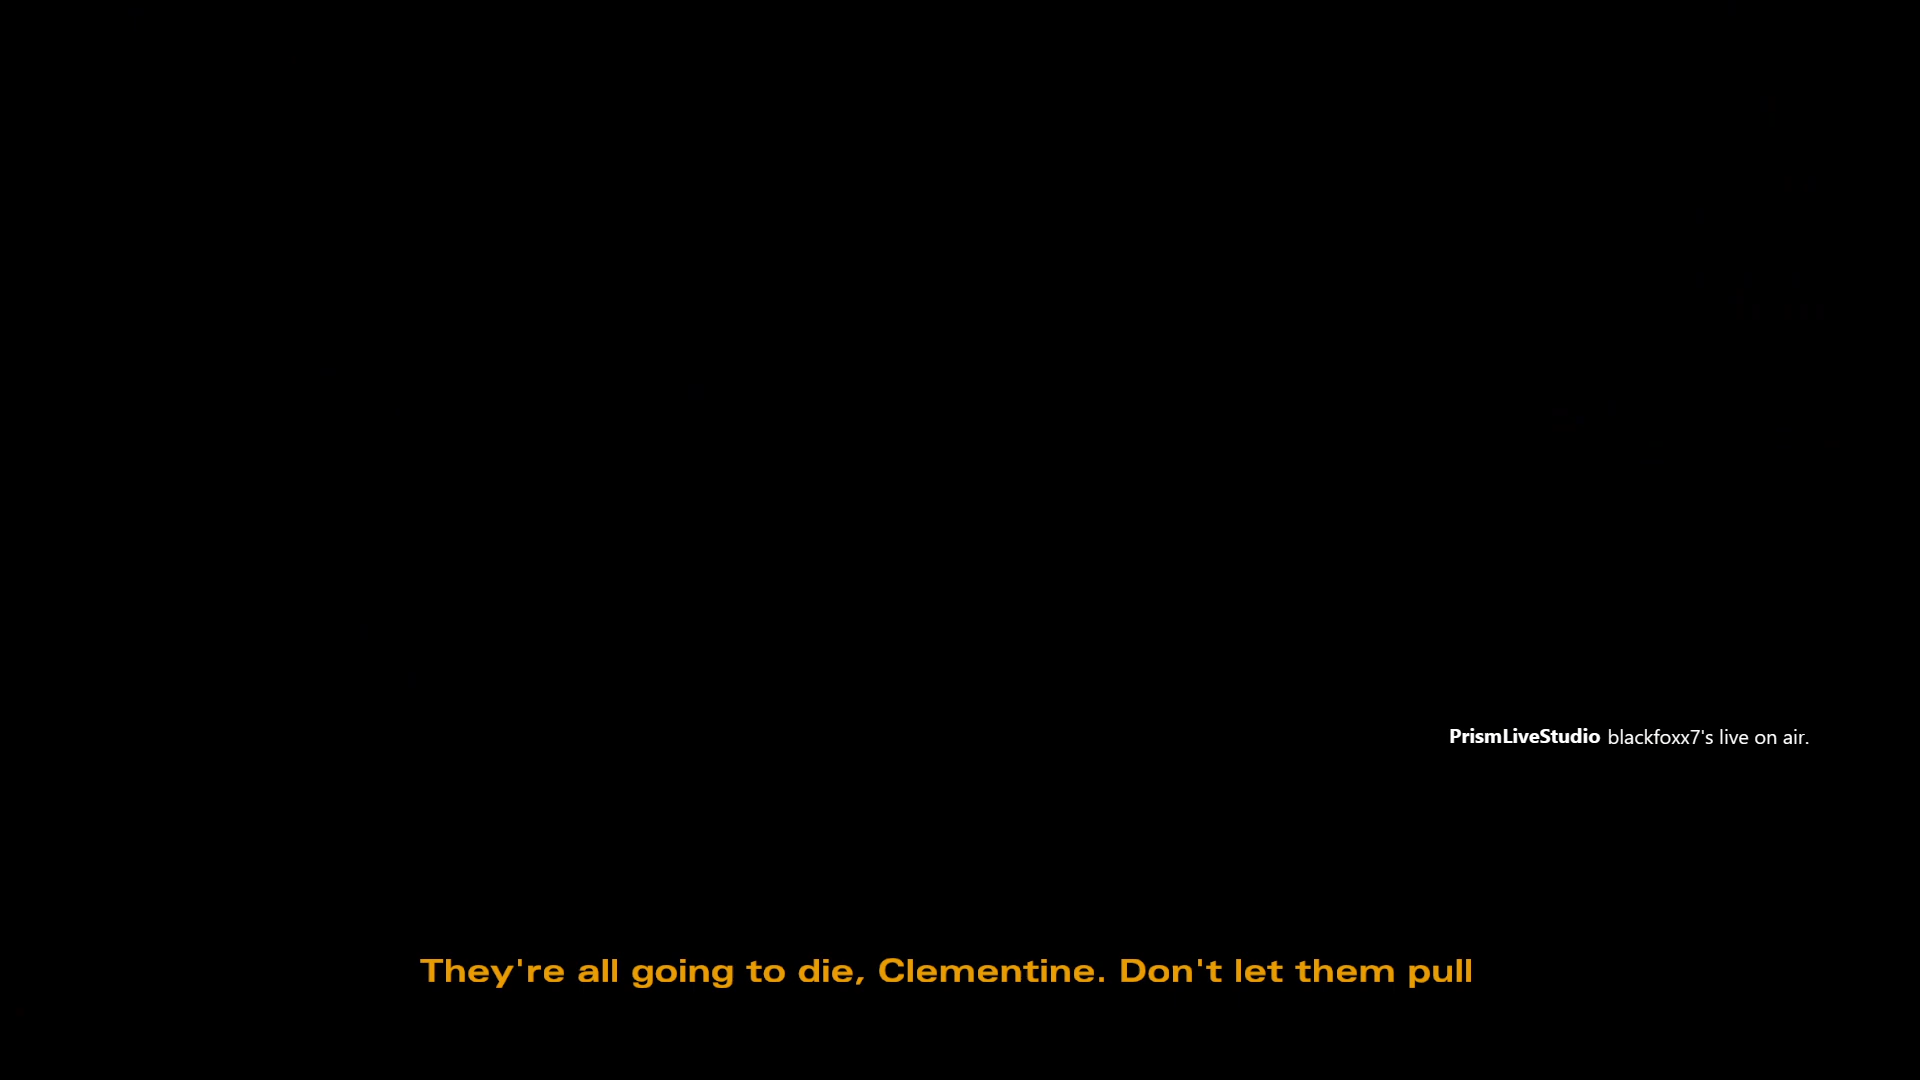 PrismLiveStudio blackfoxx7's live on air.
They're all going to die, Clementine. Don't let them pull